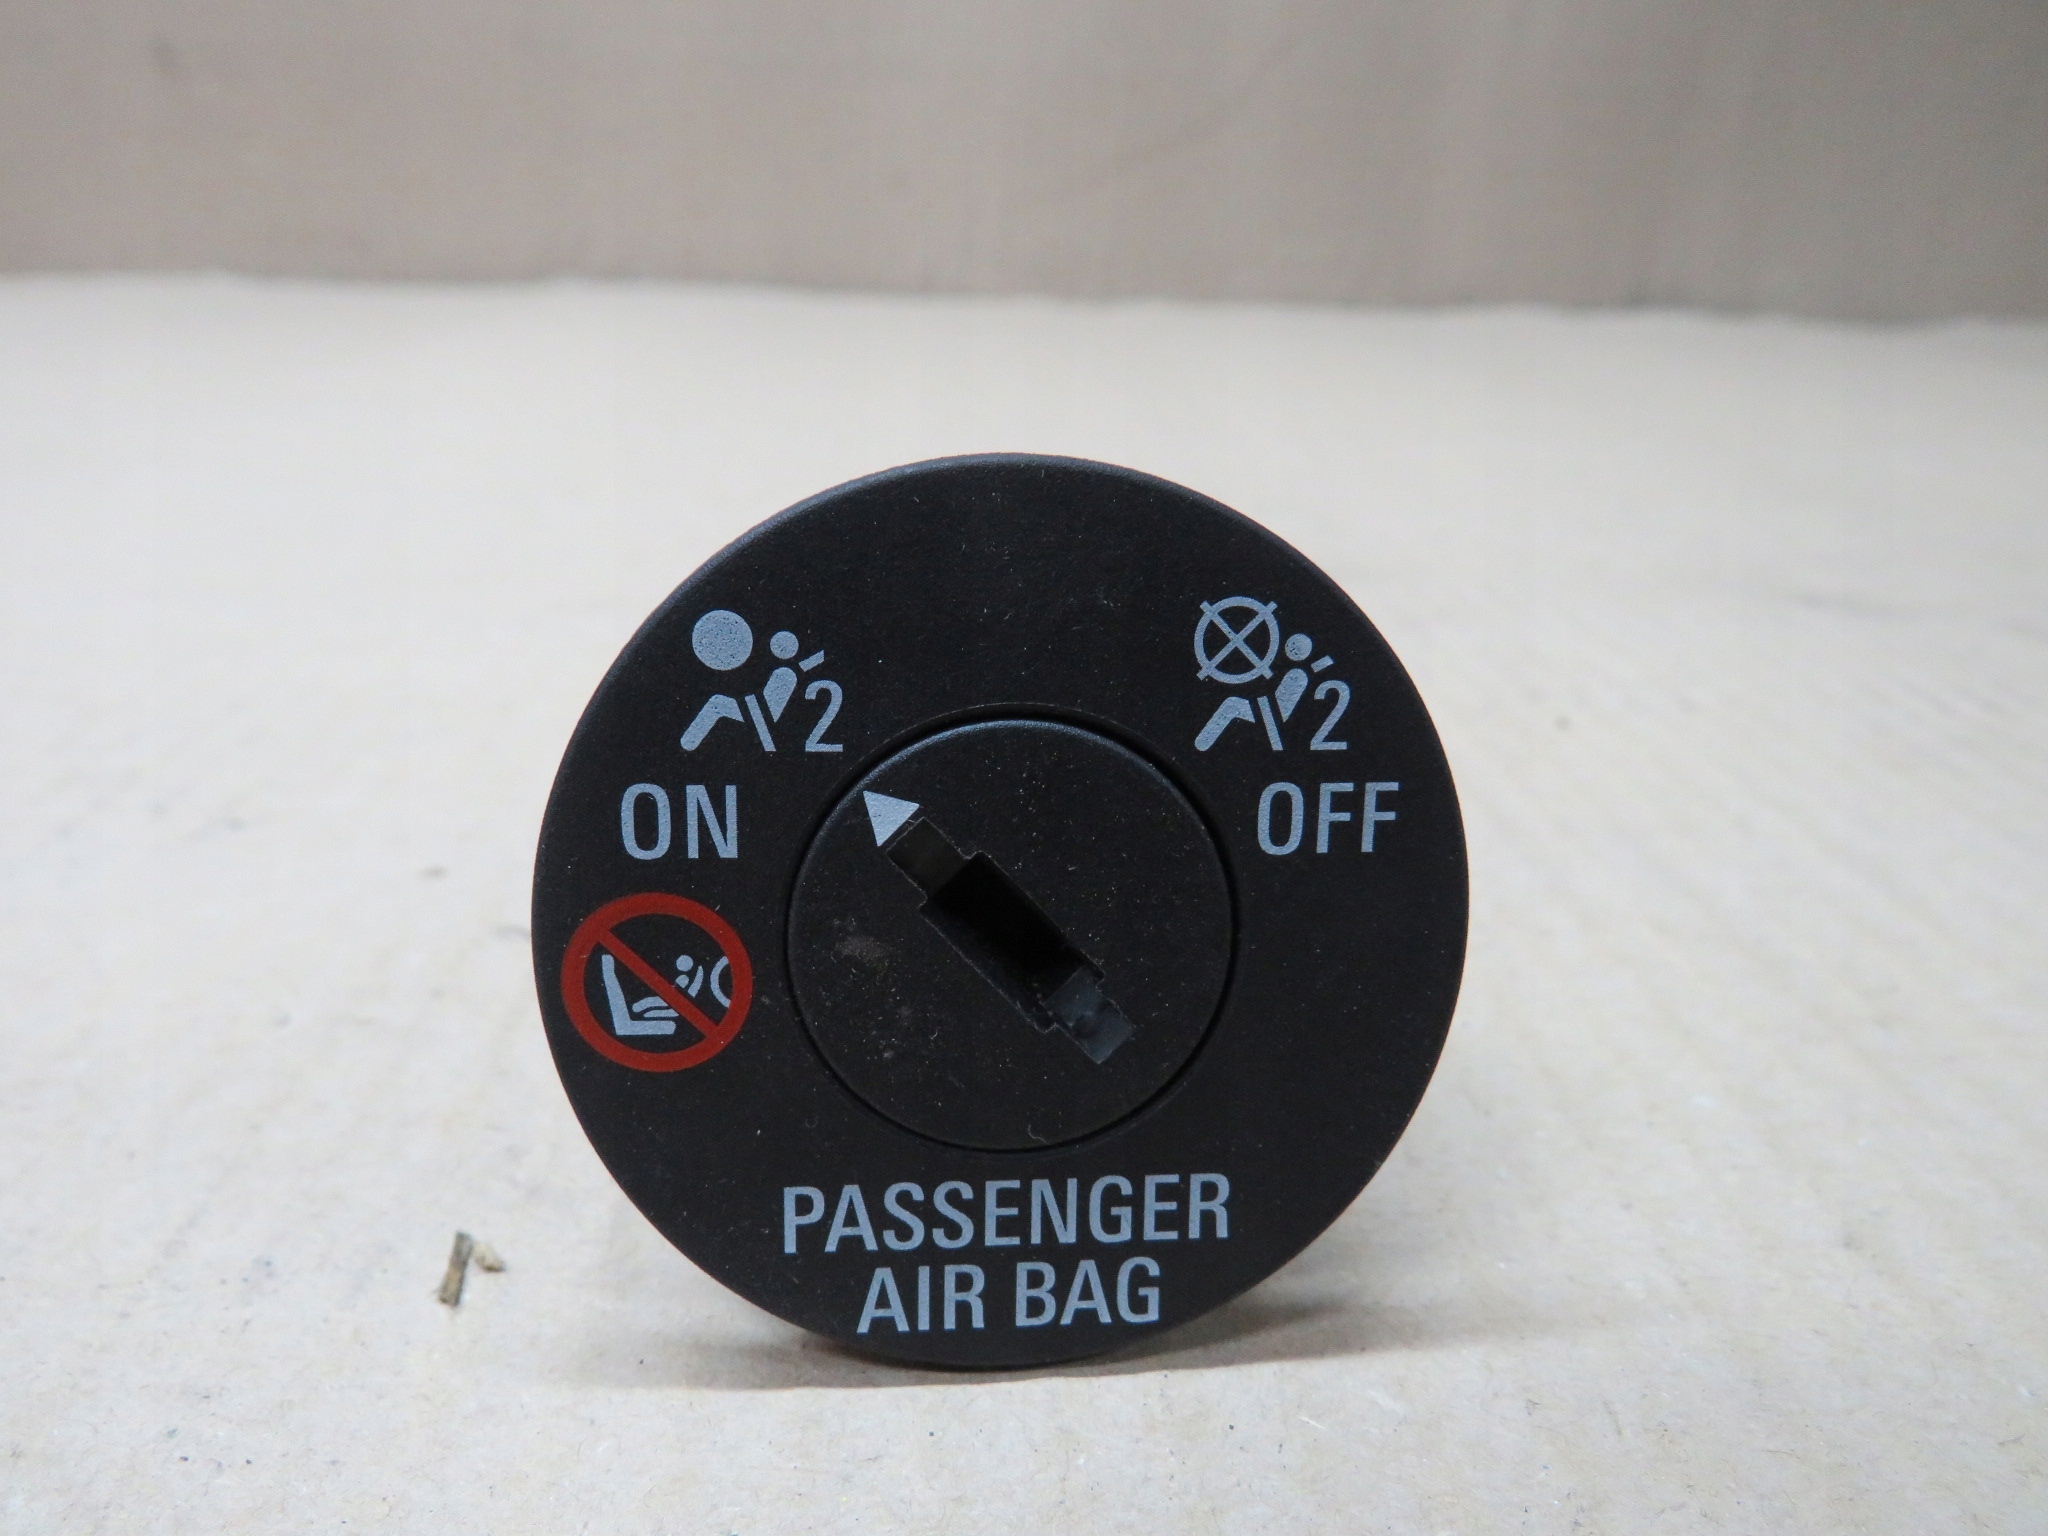 2 2
ON OFF
PASSENGER
AIR BAG